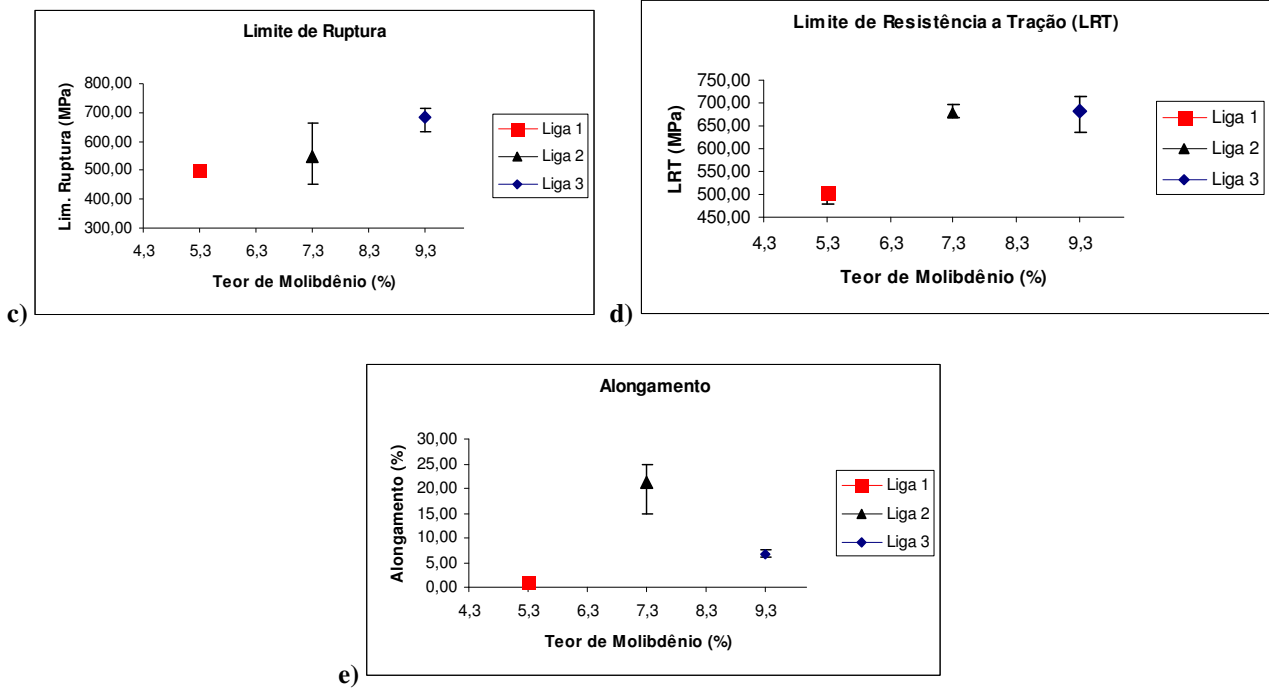 Limite de Ruptura
Lim. Ruptura (MPa)
800,00
700,00
600,00
500,00
400,00
300,00
4,3 5,3 6,3 7,3 8,3 9,3
Teor de Molibdênio (%)
Liga 1
Liga 2
Liga 3
c)
Limite de Resistência a Tração (LRT)
LRT (MPa)
750,00
700,00
650,00
600,00
550,00
500,00
450,00
4,3 5,3 6,3 7,3 8,3 9,3
Teor de Molibdênio (%)
Liga 1
Liga 2
Liga 3
d)
Alongamento
Alongamento (%)
30,00
25,00
20,00
15,00
10,00
5,00
0,00
4,3 5,3 6,3 7,3 8,3 9,3
Teor de Molibdênio (%)
Liga 1
Liga 2
Liga 3
e)